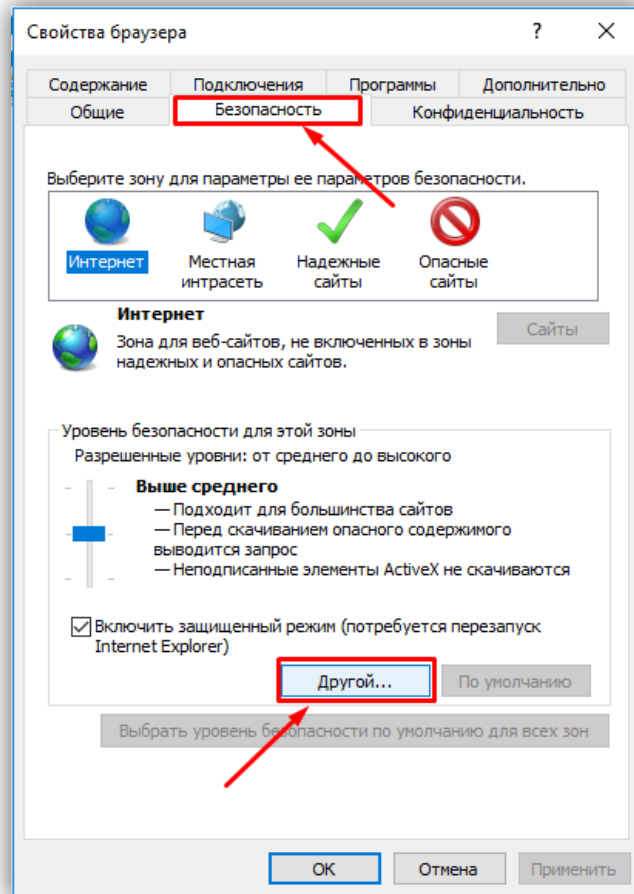 Свойства браузера ?
Содержание Подключения Программы Дополнительно
Общие Безопасность Конфиденциальность
Выберите зону для параметры ее параметров безопасности.
Интернет Местная интрасеть Надежные сайты Опасные сайты
Интернет
Зона для веб-сайтов, не включенных в зоны
надежных и опасных сайтов.
Сайты
Уровень безопасности для этой зоны
Разрешенные уровни: от среднего до высокого
Выше среднего
— Подходит для большинства сайтов
— Перед скачиванием опасного содержимого
выводится запрос
— Неподписанные элементы ActiveX не скачиваются
Включить защищенный режим (потребуется перезапуск
Internet Explorer)
Другой... По умолчанию
Выбрать уровень безопасности по умолчанию для всех зон
ОК Отмена Применить